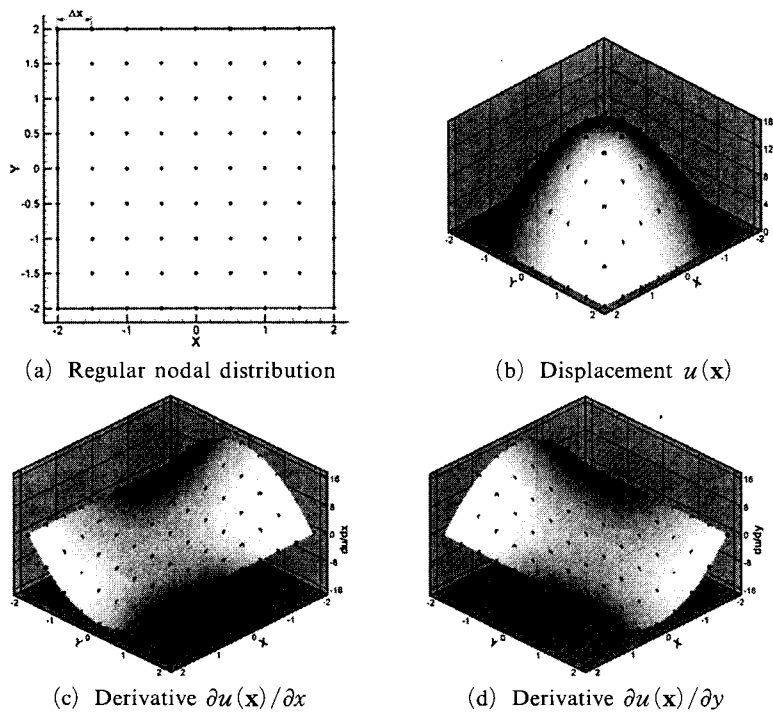 Δx
2
1.5
1
0.5
0
-0.5
-1
-1.5
-2
Y
-2 -1 0 1 2
X
(a) Regular nodal distribution
16
12
8
4
0
-2 -1 0 1 2 2 1 0 -1 -2
Y X
(b) Displacement u(x)
16
8
0
-8
-16
du/dx
-2 -1 0 1 2 2 1 0 -1 -2
Y X
(c) Derivative ∂u(x)/∂x
16
8
0
-8
-16
du/dy
-2 -1 0 1 2 2 1 0 -1 -2
Y X
(d) Derivative ∂u(x)/∂y